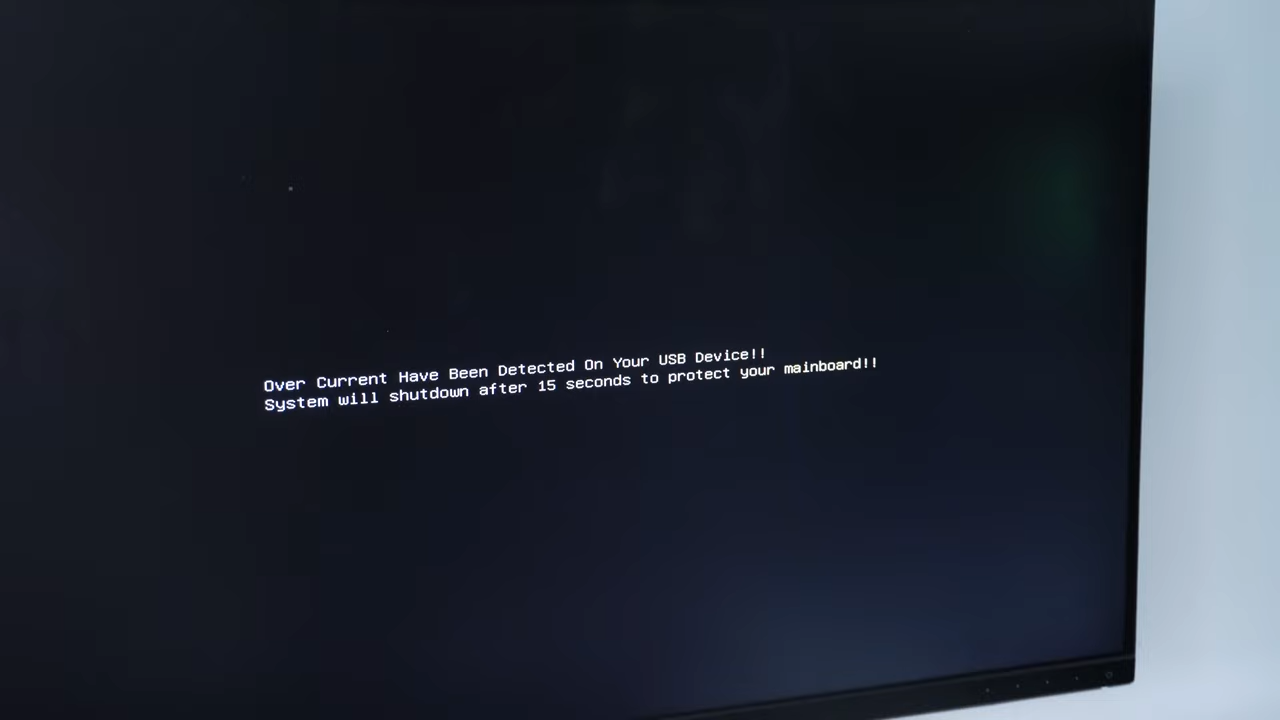 Over Current Have Been Detected On Your USB Device!!
System will shutdown after 15 seconds to protect your mainboard!!